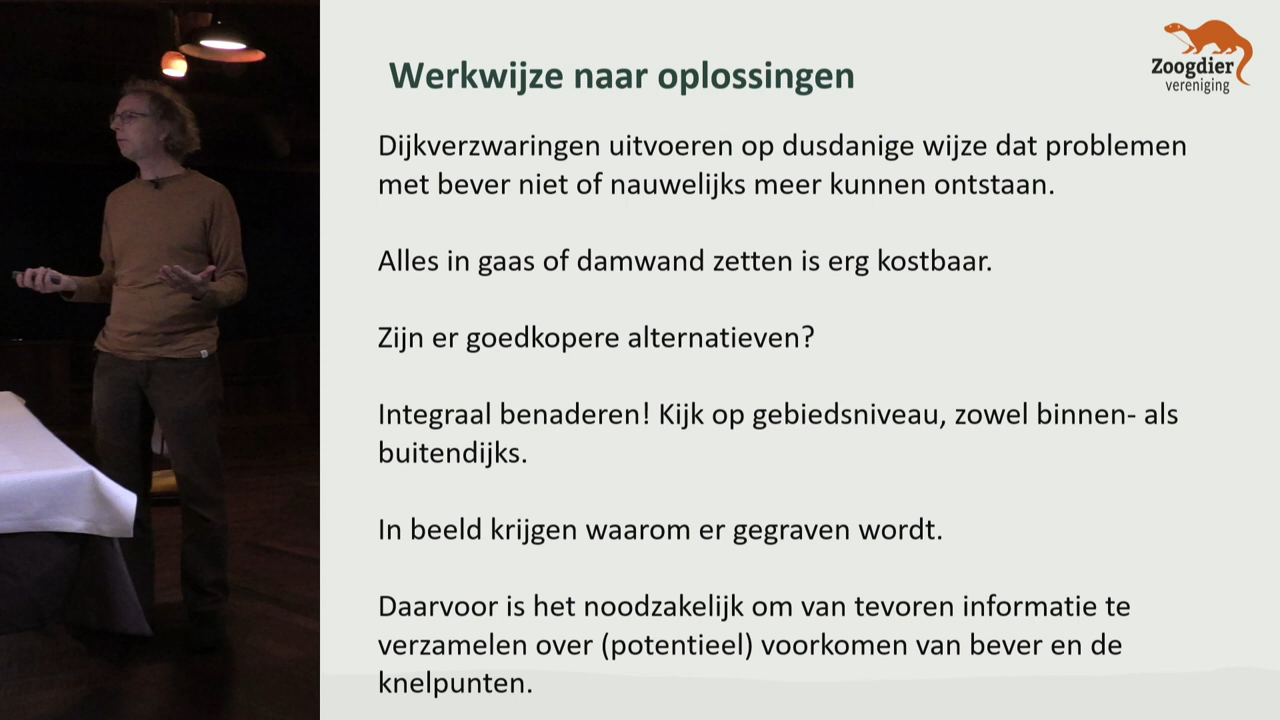 Werkwijze naar oplossingen
Zoogdier
vereniging
Dijkverzwaringen uitvoeren op dusdanige wijze dat problemen
met bever niet of nauwelijks meer kunnen ontstaan.
Alles in gaas of damwand zetten is erg kostbaar.
Zijn er goedkopere alternatieven?
Integraal benaderen! Kijk op gebiedsniveau, zowel binnen- als
buitendijks.
In beeld krijgen waarom er gegraven wordt.
Daarvoor is het noodzakelijk om van tevoren informatie te
verzamelen over (potentieel) voorkomen van bever en de
knelpunten.